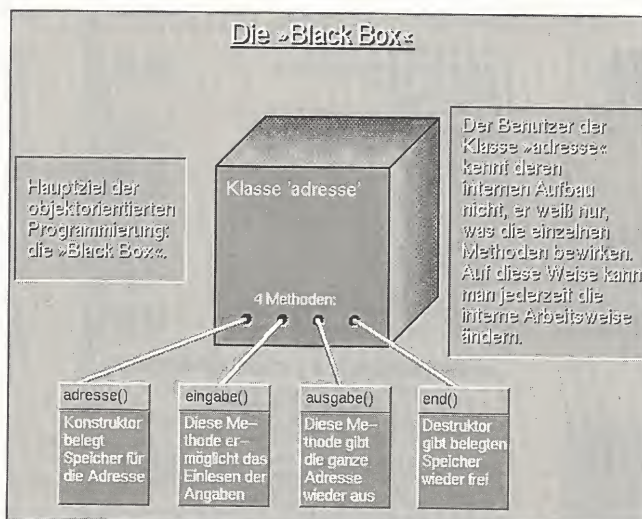 Die »Black Box«
Hauptziel der
objektorientierten
Programmierung:
die »Black Box«.
Klasse 'adresse'
4 Methoden:
Der Benutzer der
Klasse »adresse«
kennt deren
internen Aufbau
nicht, er weiß nur,
was die einzelnen
Methoden bewirken.
Auf diese Weise kann
man jederzeit die
interne Arbeitsweise
ändern.
adresse()
Konstruktor
belegt
Speicher für
die Adresse
eingabe()
Diese Me–
thode er–
möglicht das
Einlesen der
Angaben
ausgabe()
Diese Me–
thode gibt
die ganze
Adresse
wieder aus
end()
Destruktor
gibt belegten
Speicher
wieder frei